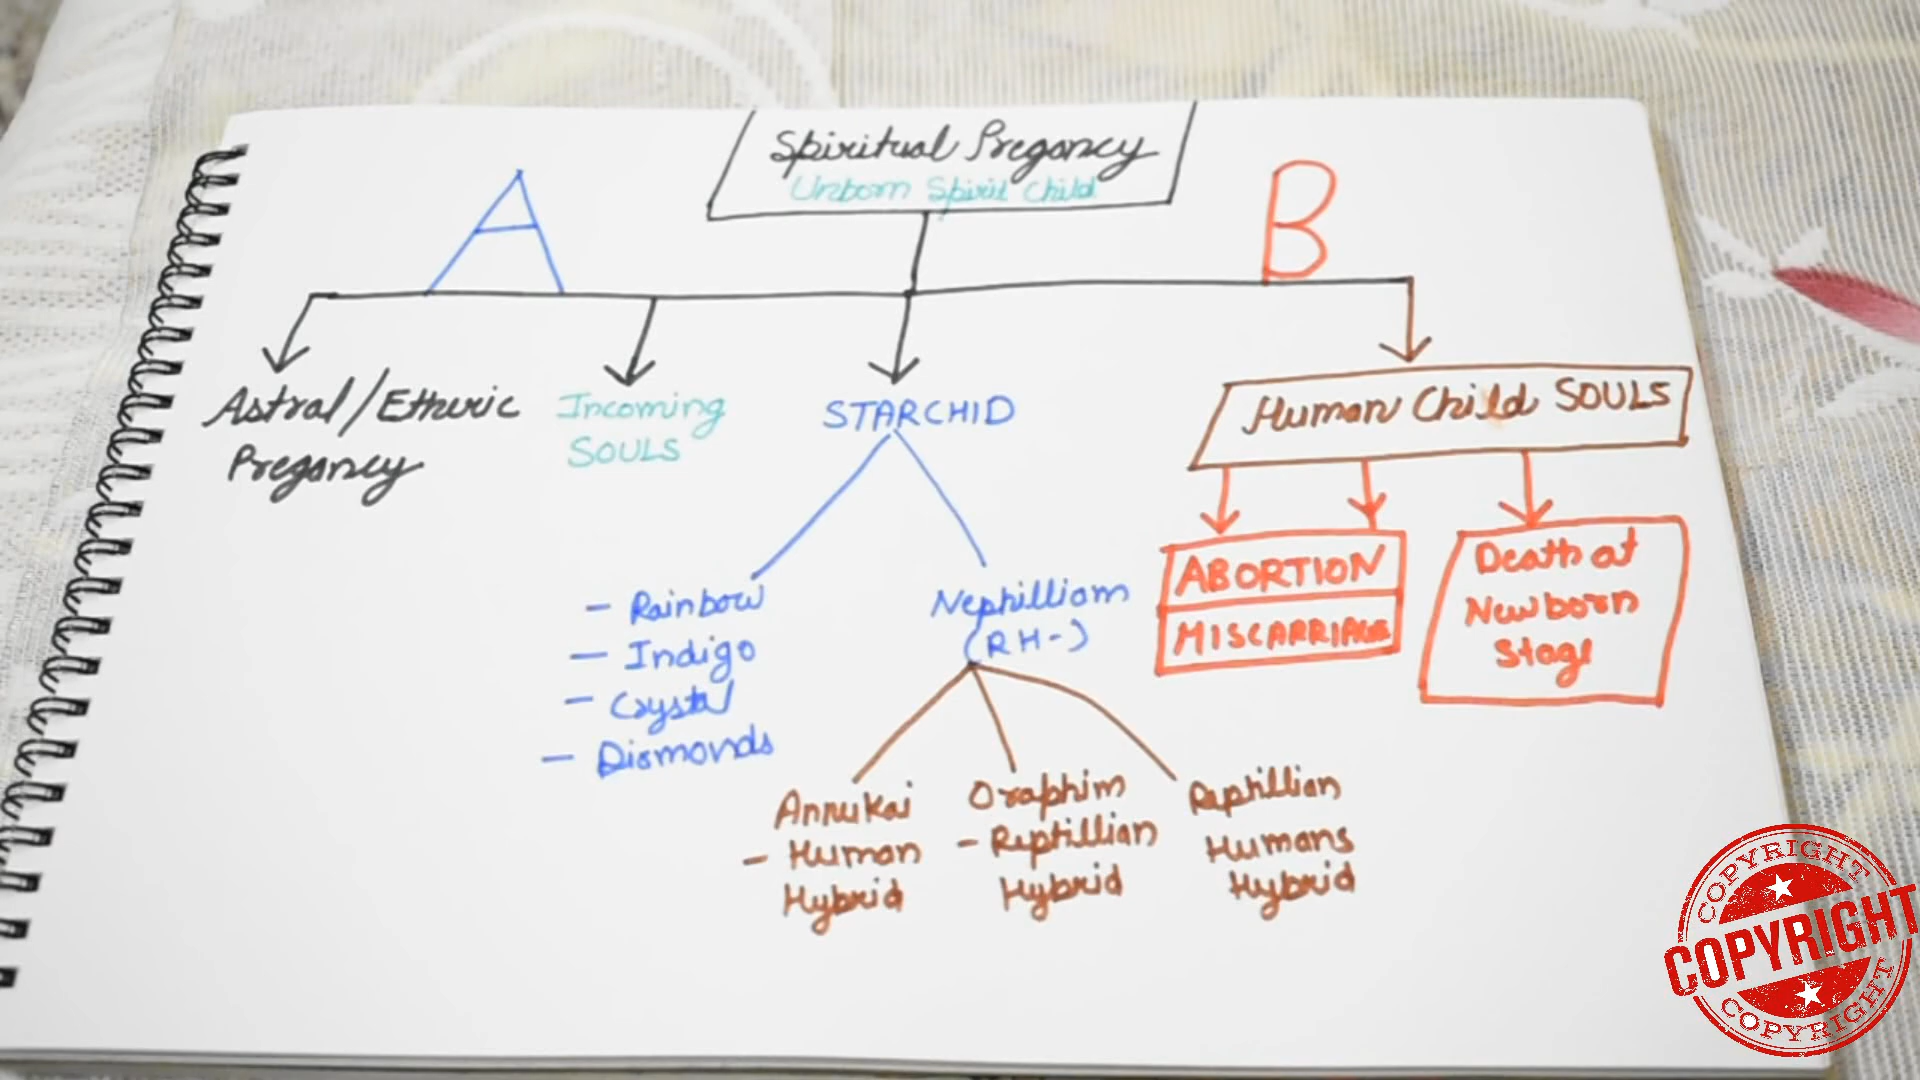 Spiritual Pregancy
Unborn Spirit Child
A
B
Astral/Etheric
Pregancy
Incoming
SOULS
STARCHID
Human Child SOULS
ABORTION
MISCARRIAGE
Death at
Newborn
Stage
- Rainbow
- Indigo
- Crystal
- Diamonds
Nephilliam
(RH-)
Annukai
- Human
Hybrid
Oraphim
- Reptillian
Hybrid
Reptillian
Humans
Hybrid
COPYRIGHT
COPYRIGHT
COPYRIGHT